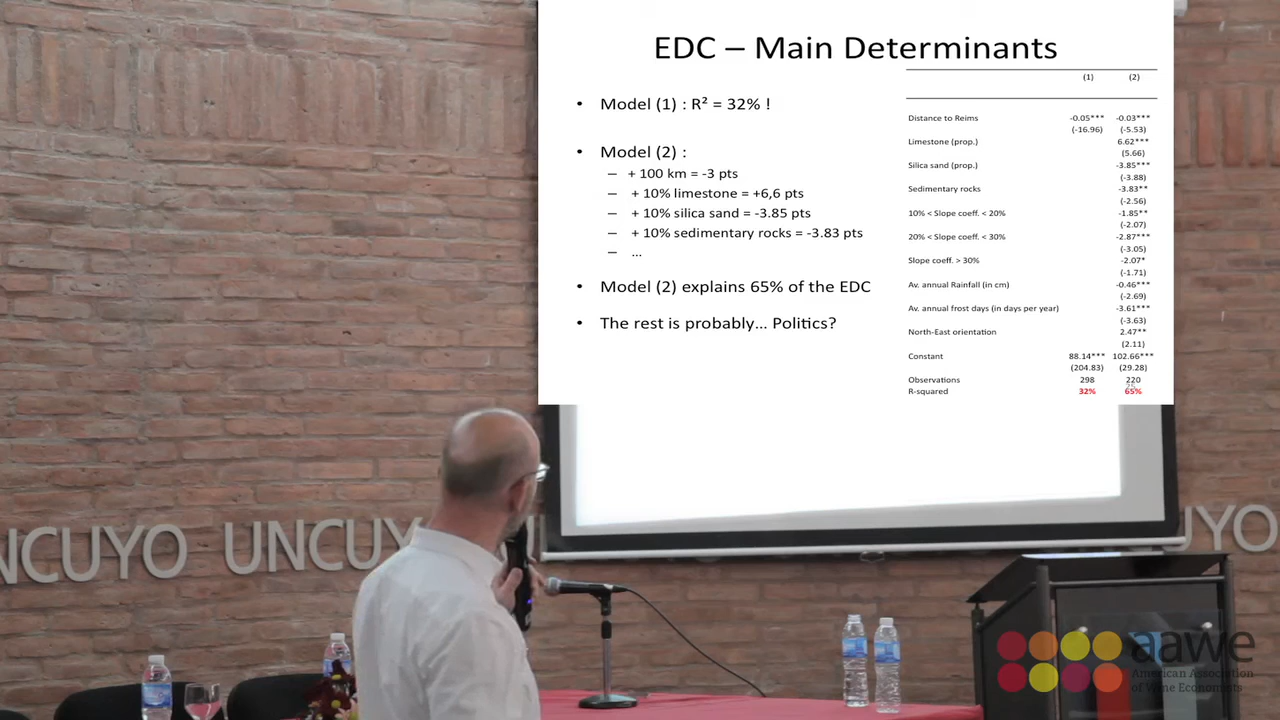 EDC – Main Determinants
• Model (1) : R² = 32% !
• Model (2) :
– + 100 km = -3 pts
– + 10% limestone = +6,6 pts
– + 10% silica sand = -3.85 pts
– + 10% sedimentary rocks = -3.83 pts
– ...
• Model (2) explains 65% of the EDC
• The rest is probably... Politics?
(1) (2)
Distance to Reims -0.05*** -0.03***
(-16.96) (-5.53)
Limestone (prop.) 6.62***
(5.66)
Silica sand (prop.) -3.85***
(-3.88)
Sedimentary rocks -3.83**
(-2.56)
10% < Slope coeff. < 20% -1.85**
(-2.07)
20% < Slope coeff. < 30% -2.87***
(-3.05)
Slope coeff. > 30% -2.07*
(-1.71)
Av. annual Rainfall (in cm) -0.46***
(-2.69)
Av. annual frost days (in days per year) -3.61***
(-3.63)
North-East orientation 2.47**
(2.11)
Constant 88.14*** 102.66***
(204.83) (29.28)
Observations 298 220
R-squared 32% 65%
NCUYO UNCUYO UYO
aawe
American Association
of Wine Economists